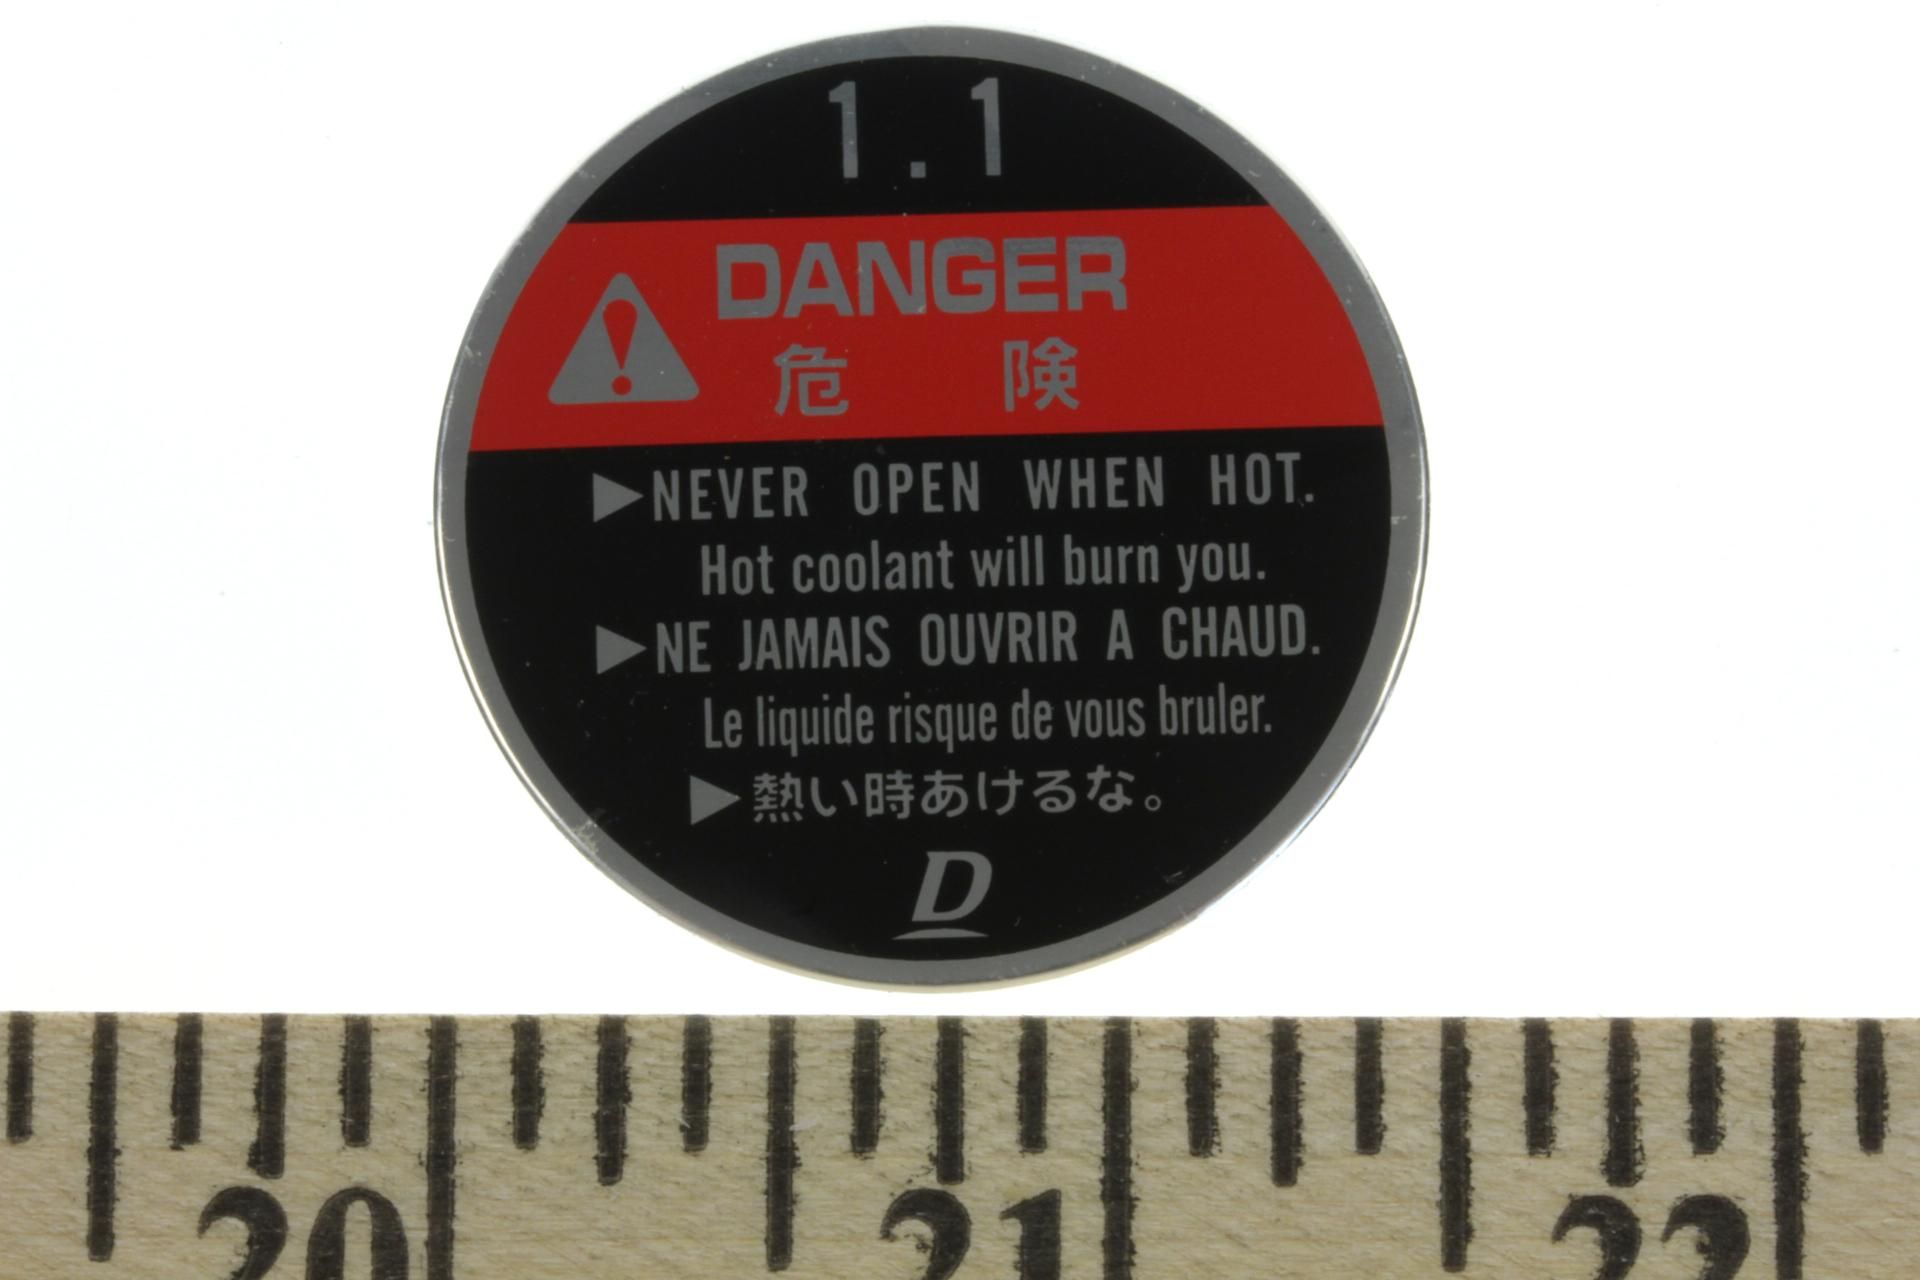 1.1
DANGER
危険
▶NEVER OPEN WHEN HOT.
Hot coolant will burn you.
▶NE JAMAIS OUVRIR A CHAUD.
Le liquide risque de vous bruler.
▶熱い時あけるな。
D
20 21 22